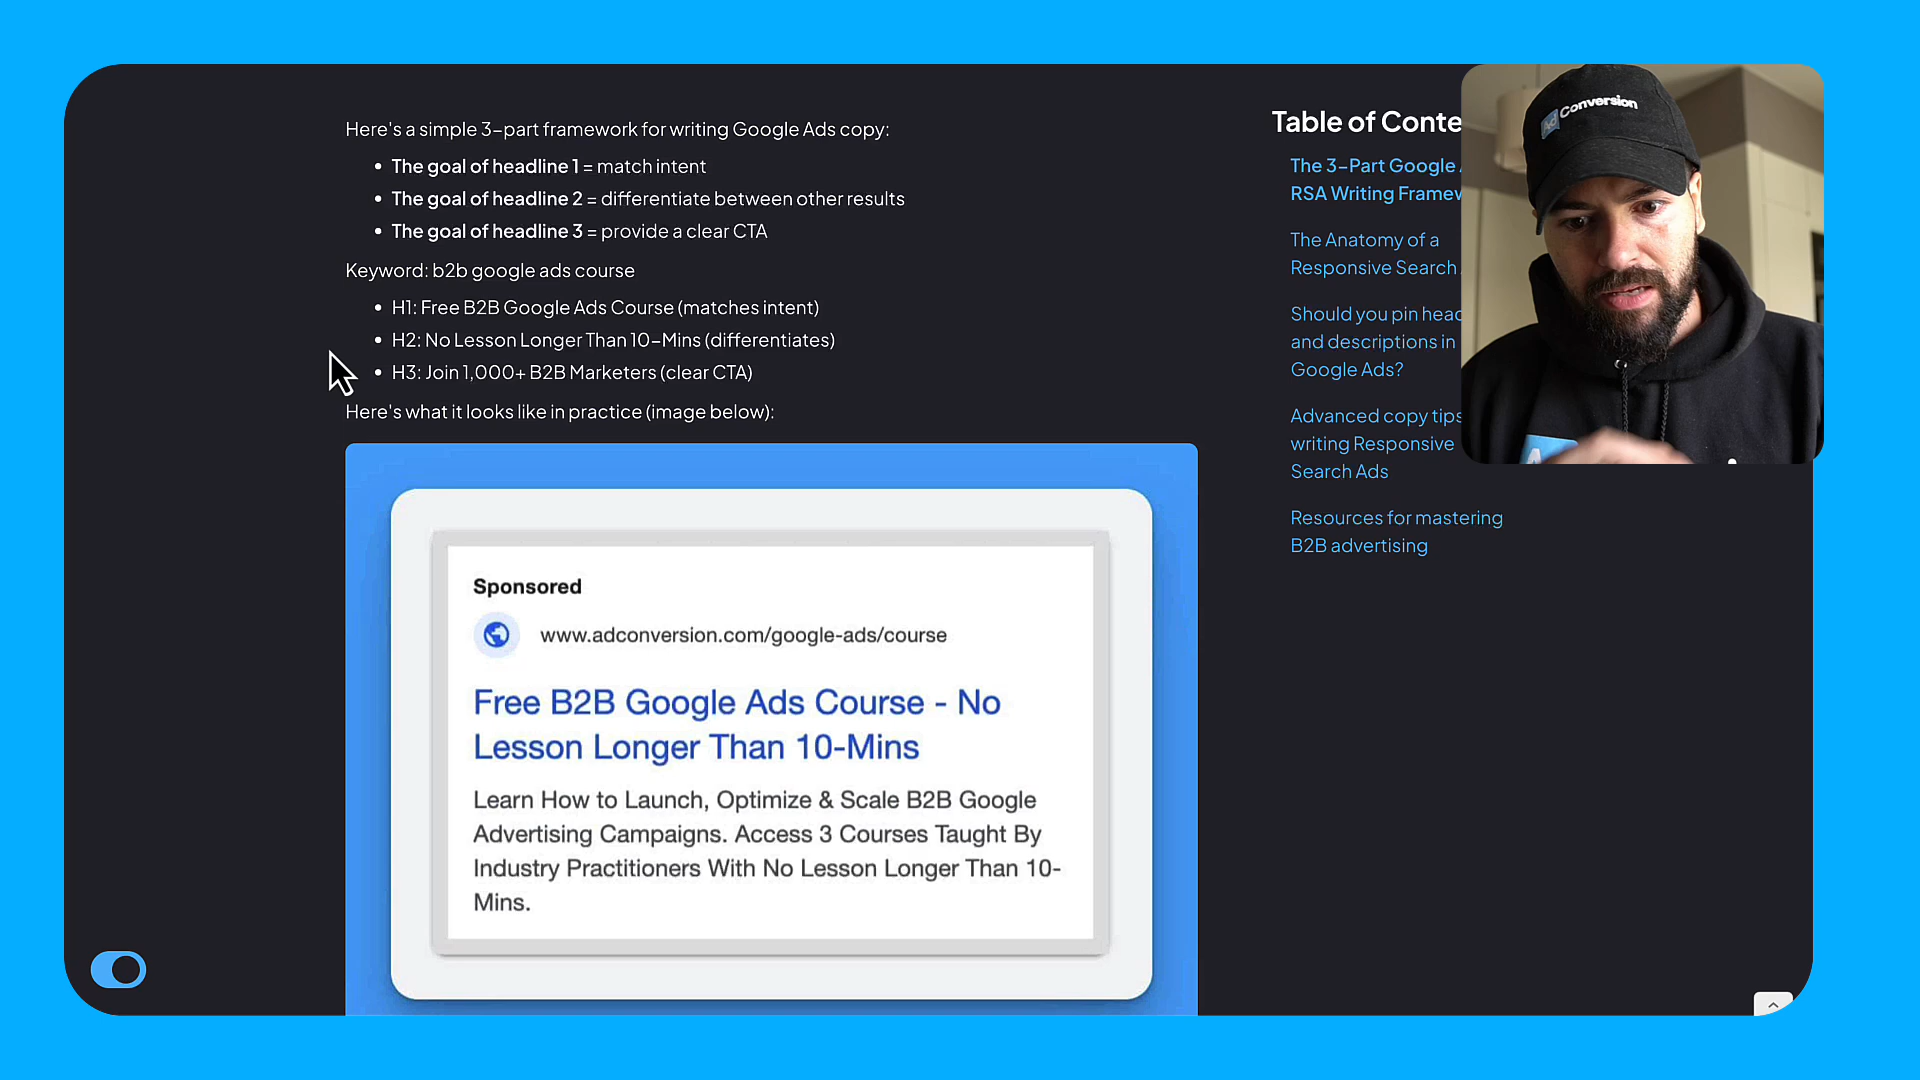 Here's a simple 3-part framework for writing Google Ads copy:
• The goal of headline 1 = match intent
• The goal of headline 2 = differentiate between other results
• The goal of headline 3 = provide a clear CTA
Keyword: b2b google ads course
• H1: Free B2B Google Ads Course (matches intent)
• H2: No Lesson Longer Than 10-Mins (differentiates)
• H3: Join 1,000+ B2B Marketers (clear CTA)
Here's what it looks like in practice (image below):
Sponsored
www.adconversion.com/google-ads/course
Free B2B Google Ads Course - No
Lesson Longer Than 10-Mins
Learn How to Launch, Optimize & Scale B2B Google
Advertising Campaigns. Access 3 Courses Taught By
Industry Practitioners With No Lesson Longer Than 10-
Mins.
Table of Conte
The 3-Part Google
RSA Writing Framew
The Anatomy of a
Responsive Search
Should you pin head
and descriptions in
Google Ads?
Advanced copy tips
writing Responsive
Search Ads
Resources for mastering
B2B advertising
Conversion